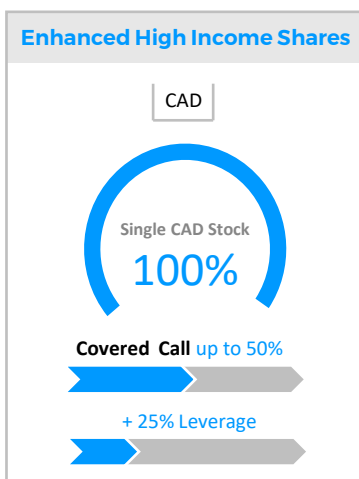 Enhanced High Income Shares
CAD
Single CAD Stock
100%
Covered Call up to 50%
+ 25% Leverage